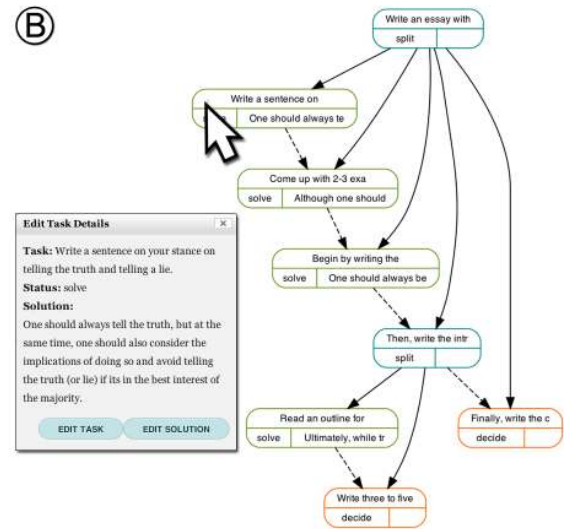 B
Write an essay with
split
Write a sentence on
One should always te
Come up with 2-3 exa
solve Although one should
Begin by writing the
solve One should always be
Then, write the intr
split
Read an outline for
solve Ultimately, while tr
Finally, write the c
decide
Write three to five
decide
Edit Task Details ×
Task: Write a sentence on your stance on
telling the truth and telling a lie.
Status: solve
Solution:
One should always tell the truth, but at the
same time, one should also consider the
implications of doing so and avoid telling
the truth (or lie) if its in the best interest of
the majority.
EDIT TASK EDIT SOLUTION